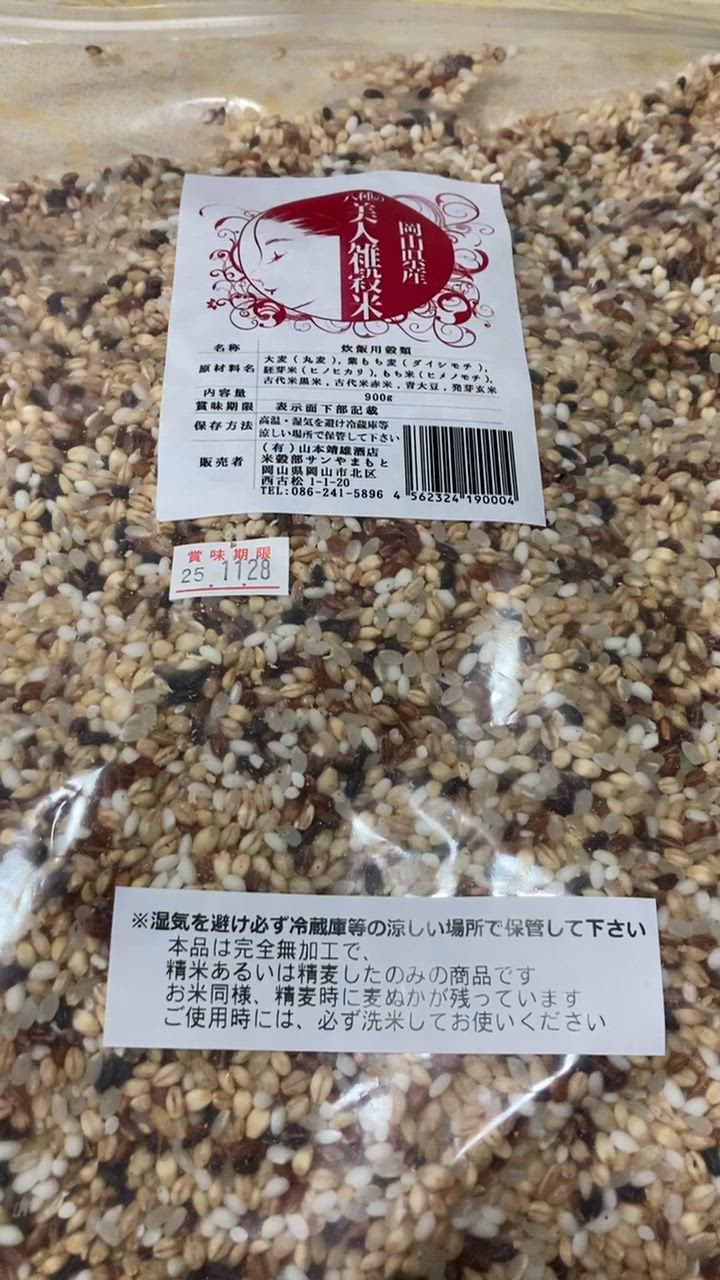 岡山県産
八種の
美人雑穀米
名称 炊飯用穀類
原材料名 大麦(丸麦),紫もち麦(ダイシモチ),
胚芽米(ヒノヒカリ),もち米(ヒメノモチ),
古代米黒米,古代米赤米,青大豆,発芽玄米
内容量 900g
賞味期限 表示面下部記載
保存方法 高温・湿気を避け冷蔵庫等
涼しい場所で保管して下さい
販売者 (有)山本靖雄酒店
米穀部サンやまもと
岡山県岡山市北区
西古松1-1-20
TEL:086-241-5896
4 562324 190004
賞味期限
25.11.28
※湿気を避け必ず冷蔵庫等の涼しい場所で保管して下さい
本品は完全無加工で、
精米あるいは精麦したのみの商品です
お米同様、精麦時に麦ぬかが残っています
ご使用時には、必ず洗米してお使いください